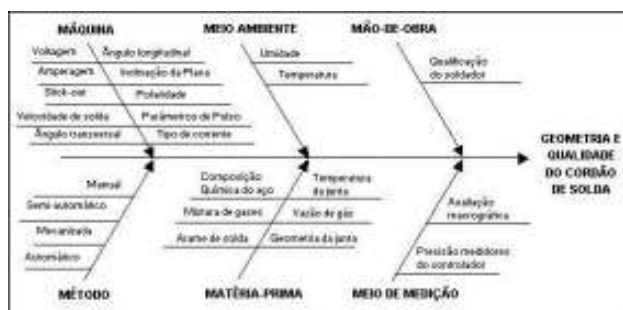 MÁQUINA
MEIO AMBIENTE
MÃO-DE-OBRA
Voltagem
Ângulo longitudinal
Amperagem
Inclinação da Plana
Stick-out
Polaridade
Velocidade de solda
Parâmetros de Pulso
Ângulo transversal
Tipo de corrente
Umidade
Temperatura
Qualificação
do soldador
GEOMETRIA E
QUALIDADE
DO CORDÃO
DE SOLDA
Manual
Semi-automático
Mecanizada
Automático
Composição
Química do aço
Temperatura
da junta
Mistura de gases
Vazão de gás
Arame de solda
Geometria da junta
Avaliação
macrográfica
Precisão medidores
do controlador
MÉTODO
MATÉRIA-PRIMA
MEIO DE MEDIÇÃO